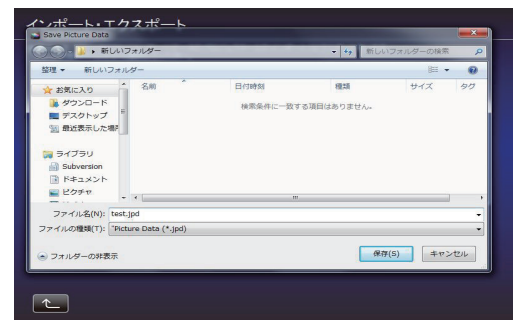 インポート・エクスポート
Save Picture Data
新しいフォルダー
新しいフォルダーの検索
整理 新しいフォルダー
お気に入り
ダウンロード
デスクトップ
最近表示した場所
ライブラリ
Subversion
ドキュメント
ピクチャ
名前 日付時刻 種類 サイズ タグ
検索条件に一致する項目はありません。
ファイル名(N): test.jpd
ファイルの種類(T): "Picture Data (*.jpd)
フォルダーの非表示
保存(S) キャンセル